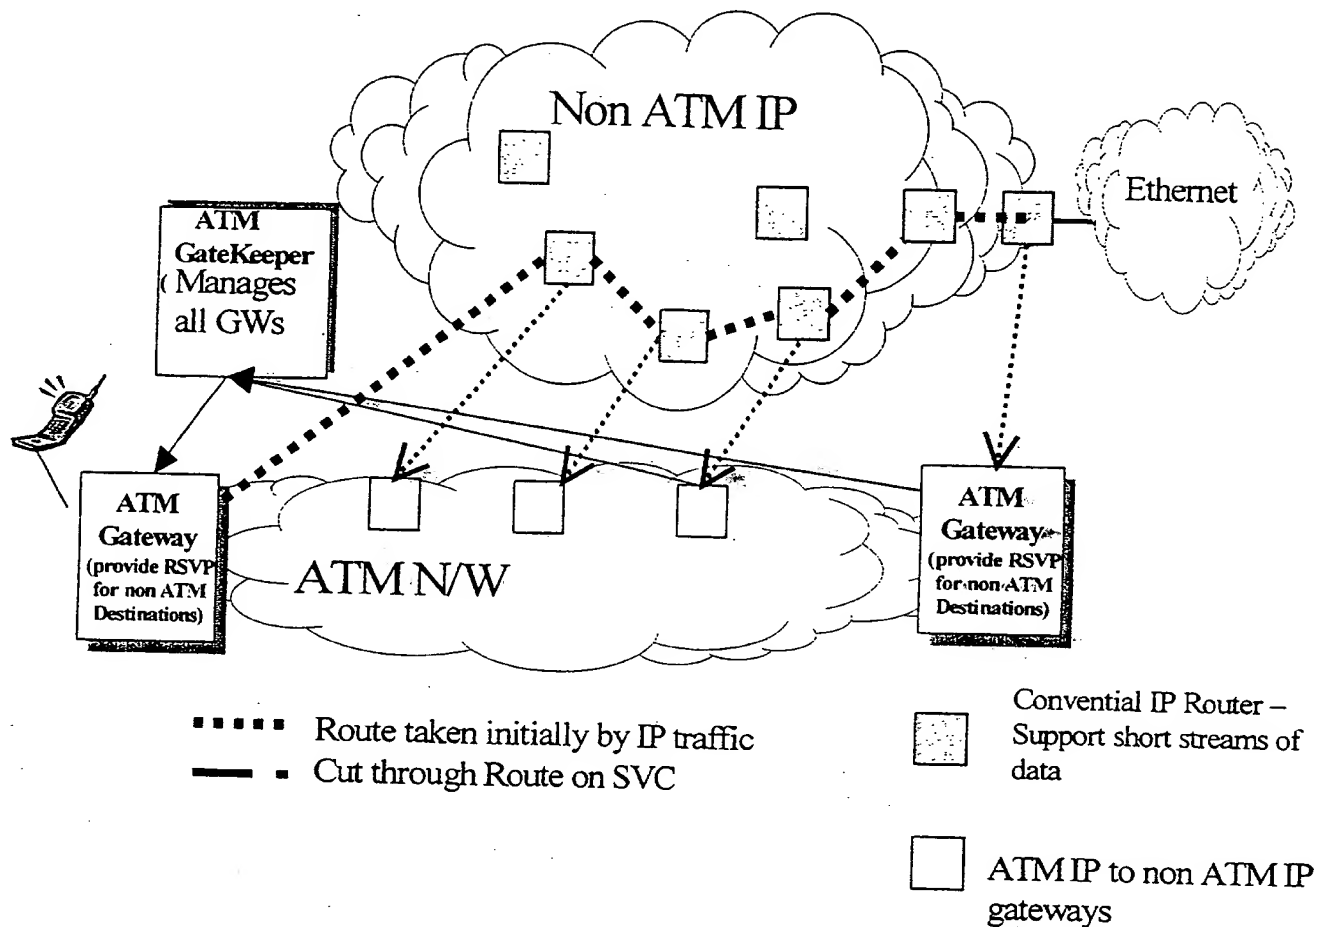 Non ATM IP
Ethernet
ATM
GateKeeper
( Manages
all GWs
ATM
Gateway
(provide RSVP
for non ATM
Destinations)
ATM N/W
ATM
Gateway
(provide RSVP
for non ATM
Destinations)
Route taken initially by IP traffic
Cut through Route on SVC
Convential IP Router –
Support short streams of
data
ATM IP to non ATM IP
gateways